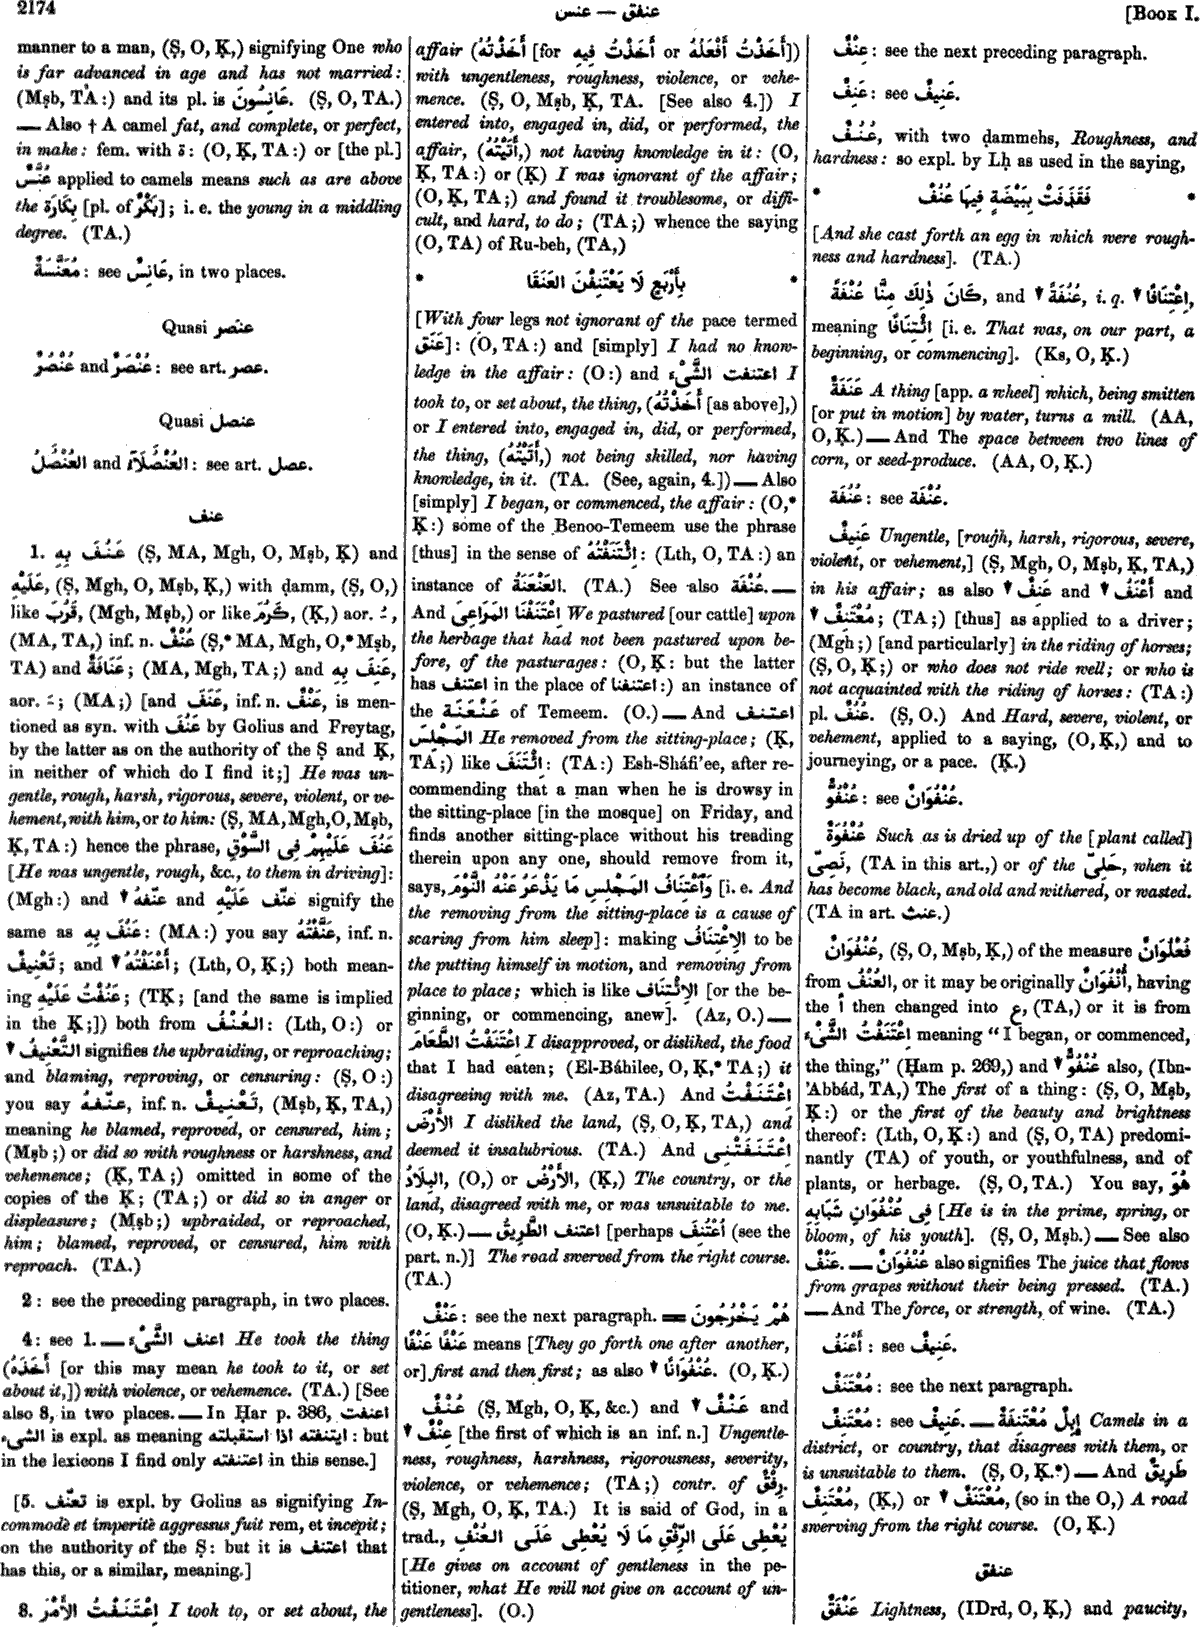 2174
عنفق — عنس
[Book I.
manner to a man, (Ṣ, O, Ḳ,) signifying One who
is far advanced in age and has not married:
(Mṣb, TA:) and its pl. is عَانِسُونَ. (Ṣ, O, TA.)
— Also † A camel fat, and complete, or perfect,
in make: fem. with ة: (O, Ḳ, TA:) or [the pl.]
عُنَّسٌ applied to camels means such as are above
the بِكَارَة [pl. of بَكْرٌ]; i. e. the young in a middling
degree. (TA.)
مُعَنَّسَةٌ: see عَانِسٌ, in two places.
Quasi عنصر
عُنْصُرٌ and عُنْصَرٌ: see art. عصر.
Quasi عنصل
العُنْصُلُ and العُنْصُلَآءُ: see art. عصل.
عنف
1. عَنُفَ بِهِ (Ṣ, MA, Mgh, O, Mṣb, Ḳ) and
عَلَيْهِ, (Ṣ, Mgh, O, Mṣb, Ḳ,) with ḍamm, (Ṣ, O,)
like قَرُبَ, (Mgh, Mṣb,) or like كَرُمَ, (Ḳ,) aor. ـُ,
(MA, TA,) inf. n. عُنْفٌ (Ṣ,* MA, Mgh, O,* Mṣb,
TA) and عَنَافَةٌ; (MA, Mgh, TA;) and عَنِفَ بِهِ,
aor. ـَ; (MA;) [and عَنَفَ, inf. n. عَنْفٌ, is men-
tioned as syn. with عَنُفَ by Golius and Freytag,
by the latter as on the authority of the Ṣ and Ḳ,
in neither of which do I find it;] He was un-
gentle, rough, harsh, rigorous, severe, violent, or ve-
hement, with him, or to him: (Ṣ, MA, Mgh, O, Mṣb,
Ḳ, TA:) hence the phrase, عَنُفَ عَلَيْهِمْ فِى السَّوْقِ
[He was ungentle, rough, &c., to them in driving]:
(Mgh:) and ▼ عنّفهُ and عنّف عَلَيْهِ signify the
same as عَنُفَ بِهِ: (MA:) you say عَنَّفْتُهُ, inf. n.
تَعْنِيفٌ; and ▼ أَعْنَفْتُهُ; (Lth, O, Ḳ;) both mean-
ing عَنُفْتُ عَلَيْهِ; (TḲ; [and the same is implied
in the Ḳ;]) both from العُنْفُ: (Lth, O:) or
▼ التَّعْنِيفُ signifies the upbraiding, or reproaching;
and blaming, reproving, or censuring: (Ṣ, O:)
you say عنّفهُ, inf. n. تَعْنِيفٌ, (Mṣb, Ḳ, TA,)
meaning he blamed, reproved, or censured, him;
(Mṣb;) or did so with roughness or harshness, and
vehemence; (Ḳ, TA;) omitted in some of the
copies of the Ḳ; (TA;) or did so in anger or
displeasure; (Mṣb;) upbraided, or reproached,
him; blamed, reproved, or censured, him with
reproach. (TA.)
2: see the preceding paragraph, in two places.
4: see 1. — اعنف الشَّىْءَ He took the thing
(أَخَذَهُ [or this may mean he took to it, or set
about it,]) with violence, or vehemence. (TA.) [See
also 8, in two places. — In Ḥar p. 386, اعنفت
الشىء is expl. as meaning ايتنفته اذا استقبلته: but
in the lexicons I find only اعتنفته in this sense.]
[5. تعنّف is expl. by Golius as signifying In-
commodè et imperitè aggressus fuit rem, et incepit;
on the authority of the Ṣ: but it is اعتنف that
has this, or a similar, meaning.]
8. اِعْتَنَفْتُ الأَمْرَ I took to, or set about, the
affair (أَخَذْتُهُ [for أَخَذْتُ فِيهِ or أَخَذْتُ أَفْعَلُهُ])
with ungentleness, roughness, violence, or vehe-
mence. (Ṣ, O, Mṣb, Ḳ, TA. [See also 4.]) I
entered into, engaged in, did, or performed, the
affair, (أَتَيْتُهُ,) not having knowledge in it: (O,
Ḳ, TA:) or (Ḳ) I was ignorant of the affair;
(O, Ḳ, TA;) and found it troublesome, or diffi-
cult, and hard, to do; (TA;) whence the saying
(O, TA) of Ru-beh, (TA,)
* بِأَرْبَعٍ لَا يَعْتَنِفْنَ العَنَقَا *
[With four legs not ignorant of the pace termed
عَنَق]: (O, TA:) and [simply] I had no know-
ledge in the affair: (O:) and اعتنفت الشَّىْءَ I
took to, or set about, the thing, (أَخَذْتُهُ [as above],)
or I entered into, engaged in, did, or performed,
the thing, (أَتَيْتُهُ,) not being skilled, nor having
knowledge, in it. (TA. (See, again, 4.]) — Also
[simply] I began, or commenced, the affair: (O,*
Ḳ:) some of the Benoo-Temeem use the phrase
[thus] in the sense of اِئْتَنَفْتُهُ: (Lth, O, TA:) an
instance of العَنْعَنَةُ. (TA.) See also عُنْفَة. —
And اِعْتَنَفْنَا المَرَاعِىَ We pastured [our cattle] upon
the herbage that had not been pastured upon be-
fore, of the pasturages: (O, Ḳ: but the latter
has اعتنف in the place of اعتنفنا:) an instance of
the عَنْعَنَة of Temeem. (O.) — And اعتنف
المَجْلِسَ He removed from the sitting-place; (Ḳ,
TA;) like اِئْتَنَفَ: (TA:) Esh-Sháfi'ee, after re-
commending that a man when he is drowsy in
the sitting-place [in the mosque] on Friday, and
finds another sitting-place without his treading
therein upon any one, should remove from it,
says, وَٱعْتِنَافُ المَجْلِسِ مَا يَذْعَرُ عَنْهُ النَّوْمَ [i. e. And
the removing from the sitting-place is a cause of
scaring from him sleep]: making الاِعْتِنَافُ to be
the putting himself in motion, and removing from
place to place; which is like الاِئْتِنَاف [or the be-
ginning, or commencing, anew]. (Az, O.) —
اِعْتَنَفْتُ الطَّعَامَ I disapproved, or disliked, the food
that I had eaten; (El-Báhilee, O, Ḳ,* TA;) it
disagreeing with me. (Az, TA.) And اِعْتَنَفْتُ
الأَرْضَ I disliked the land, (Ṣ, O, Ḳ, TA,) and
deemed it insalubrious. (TA.) And اِعْتَنَفَتْنِى
البِلَادُ, (O,) or الأَرْضُ, (Ḳ,) The country, or the
land, disagreed with me, or was unsuitable to me.
(O, Ḳ.) — اعتنف الطَّرِيقُ [perhaps اُعْتُنِفَ (see the
part. n.)] The road swerved from the right course.
(TA.)
عَنْفٌ: see the next paragraph. = هُمْ يَخْرُجُونَ
عَنْفًا عَنْفًا means [They go forth one after another,
or] first and then first; as also ▼ عُنْفُوَانًا. (O, Ḳ.)
عُنْفٌ (Ṣ, Mgh, O, Ḳ, &c.) and ▼ عَنْفٌ and
▼ عِنْفٌ [the first of which is an inf. n.] Ungentle-
ness, roughness, harshness, rigorousness, severity,
violence, or vehemence; (TA;) contr. of رِفْقٌ.
(Ṣ, Mgh, O, Ḳ, TA.) It is said of God, in a
trad., يُعْطِى عَلَى الرِّفْقِ مَا لَا يُعْطِى عَلَى العُنْفِ
[He gives on account of gentleness in the pe-
titioner, what He will not give on account of un-
gentleness]. (O.)
عِنْفٌ: see the next preceding paragraph.
عَنِفٌ: see عَنِيفٌ.
عُنُفٌ, with two ḍammehs, Roughness, and
hardness: so expl. by Lḥ as used in the saying,
* فَقَذَفَتْ بِبَيْضَةٍ فِيهَا عُنُفْ *
[And she cast forth an egg in which were rough-
ness and hardness]. (TA.)
كَانَ ذٰلِكَ مِنَّا عُنْفَةً, and ▼ عُنُفَةً, i. q. ▼ اِعْتِنَافًا,
meaning اِئْتِنَافًا [i. e. That was, on our part, a
beginning, or commencing]. (Ks, O, Ḳ.)
عَنَفَةٌ A thing [app. a wheel] which, being smitten
[or put in motion] by water, turns a mill. (AA,
O, Ḳ.) — And The space between two lines of
corn, or seed-produce. (AA, O, Ḳ.)
عُنُفَة: see عُنْفَة.
عَنِيفٌ Ungentle, [rough, harsh, rigorous, severe,
violent, or vehement,] (Ṣ, Mgh, O, Mṣb, Ḳ, TA,)
in his affair; as also ▼ عَنِفٌ and ▼ أَعْنَفُ and
▼ مُعْتَنِفٌ; (TA;) [thus] as applied to a driver;
(Mgh;) [and particularly] in the riding of horses;
(Ṣ, O, Ḳ;) or who does not ride well; or who is
not acquainted with the riding of horses: (TA:)
pl. عُنُفٌ. (Ṣ, O.) And Hard, severe, violent, or
vehement, applied to a saying, (O, Ḳ,) and to
journeying, or a pace. (Ḳ.)
عُنْفُوٌّ: see عُنْفُوَانٌ.
عُنْفُوَةٌ Such as is dried up of the [plant called]
نَصِىّ, (TA in this art.,) or of the حَلِىّ, when it
has become black, and old and withered, or wasted.
(TA in art. عنث.)
عُنْفُوَانٌ, (Ṣ, O, Mṣb, Ḳ,) of the measure فُعْلُوَانٌ
from العُنْفُ, or it may be originally أُنْفُوَانٌ, having
the أ then changed into ع, (TA,) or it is from
اِعْتَنَفْتُ الشَّىْءَ meaning "I began, or commenced,
the thing," (Ḥam p. 269,) and ▼ عُنْفُوٌّ also, (Ibn-
'Abbád, TA,) The first of a thing: (Ṣ, O, Mṣb,
Ḳ:) or the first of the beauty and brightness
thereof: (Lth, O, Ḳ:) and (Ṣ, O, TA) predomi-
nantly (TA) of youth, or youthfulness, and of
plants, or herbage. (Ṣ, O, TA.) You say, هُوَ
فِى عُنْفُوَانِ شَبَابِهِ [He is in the prime, spring, or
bloom, of his youth]. (Ṣ, O, Mṣb.) — See also
عَنْفٌ. — عُنْفُوَانٌ also signifies The juice that flows
from grapes without their being pressed. (TA.)
— And The force, or strength, of wine. (TA.)
أَعْنَفُ: see عَنِيفٌ.
مُعْتَنَفٌ: see the next paragraph.
مُعْتَنِفٌ: see عَنِيفٌ. — إِبِلٌ مُعْتَنِفَةٌ Camels in a
district, or country, that disagrees with them, or
is unsuitable to them. (Ṣ, O, Ḳ.*) — And طَرِيقٌ
مُعْتَنِفٌ, (Ḳ,) or ▼ مُعْتَنَفٌ, (so in the O,) A road
swerving from the right course. (O, Ḳ.)
عنفق
عَنْفَقٌ Lightness, (IDrd, O, Ḳ,) and paucity,